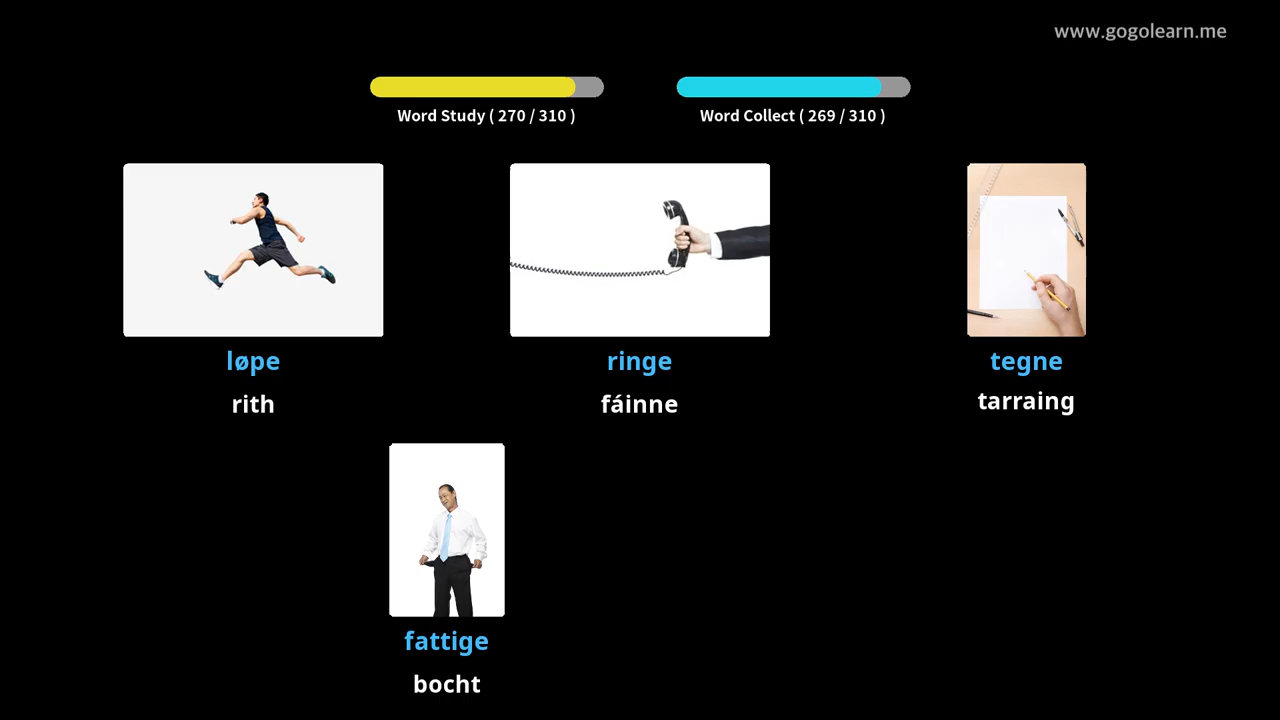 www.gogolearn.me
Word Study ( 270 / 310 )
Word Collect ( 269 / 310 )
løpe
ringe
tegne
rith
fáinne
tarraing
fattige
bocht